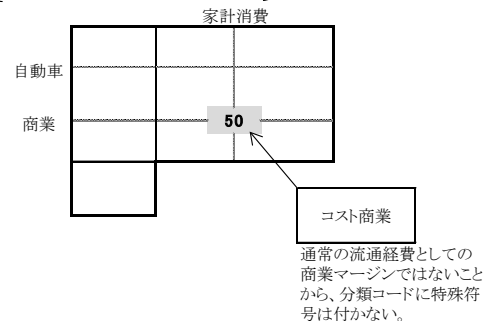 家計消費
自動車
商業
50
コスト商業
通常の流通経費としての
商業マージンではないこと
から、分類コードに特殊符
号は付かない。